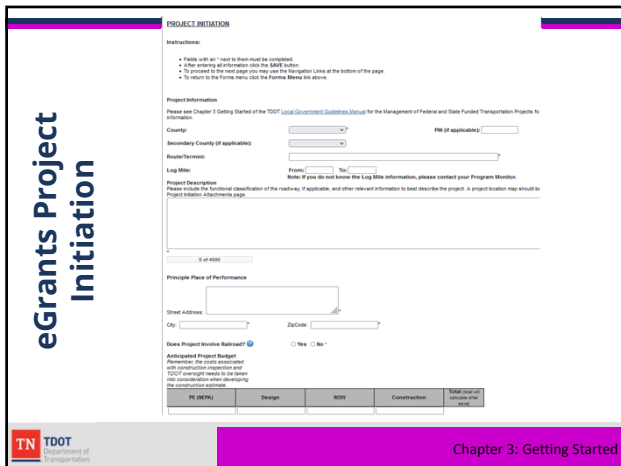 eGrants Project
Initiation
PROJECT INITIATION
Instructions:
• Fields with an * next to them must be completed.
• After entering all information click the SAVE button.
• To proceed to the next page you may use the Navigation Links at the bottom of the page.
• To return to the Forms menu click the Forms Menu link above.
Project Information
Please see Chapter 3 Getting Started of the TDOT Local Government Guidelines Manual for the Management of Federal and State Funded Transportation Projects fo
information.
County: * PIN (if applicable):
Secondary County (if applicable):
Route/Termini: *
Log Mile: From: To:
Note: If you do not know the Log Mile information, please contact your Program Monitor.
Project Description
Please include the functional classification of the roadway, if applicable, and other relevant information to best describe the project. A project location map should be
Project Initiation Attachments page.
*
0 of 4000
Principle Place of Performance
Street Address: *
City: * ZipCode: *
Does Project Involve Railroad? ? Yes No *
Anticipated Project Budget
Remember, the costs associated
with construction inspection and
TDOT oversight needs to be taken
into consideration when developing
the construction estimate.
PE (NEPA) Design ROW Construction Total (total will calculate after save)
TN TDOT
Department of
Transportation
Chapter 3: Getting Started